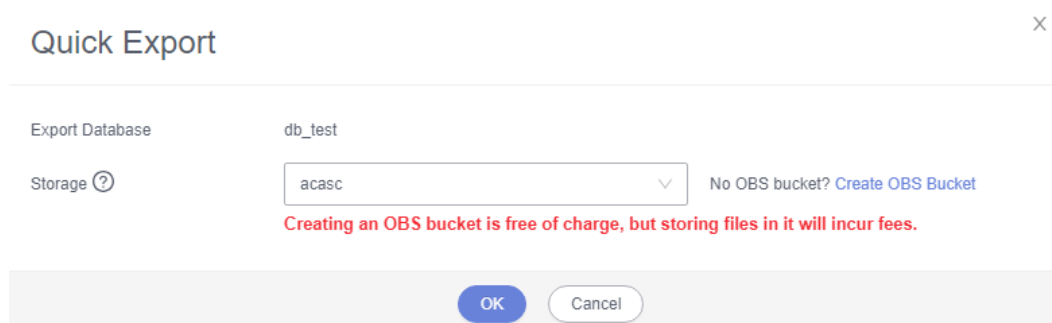 Quick Export
Export Database db_test
Storage acasc No OBS bucket? Create OBS Bucket
Creating an OBS bucket is free of charge, but storing files in it will incur fees.
OK Cancel